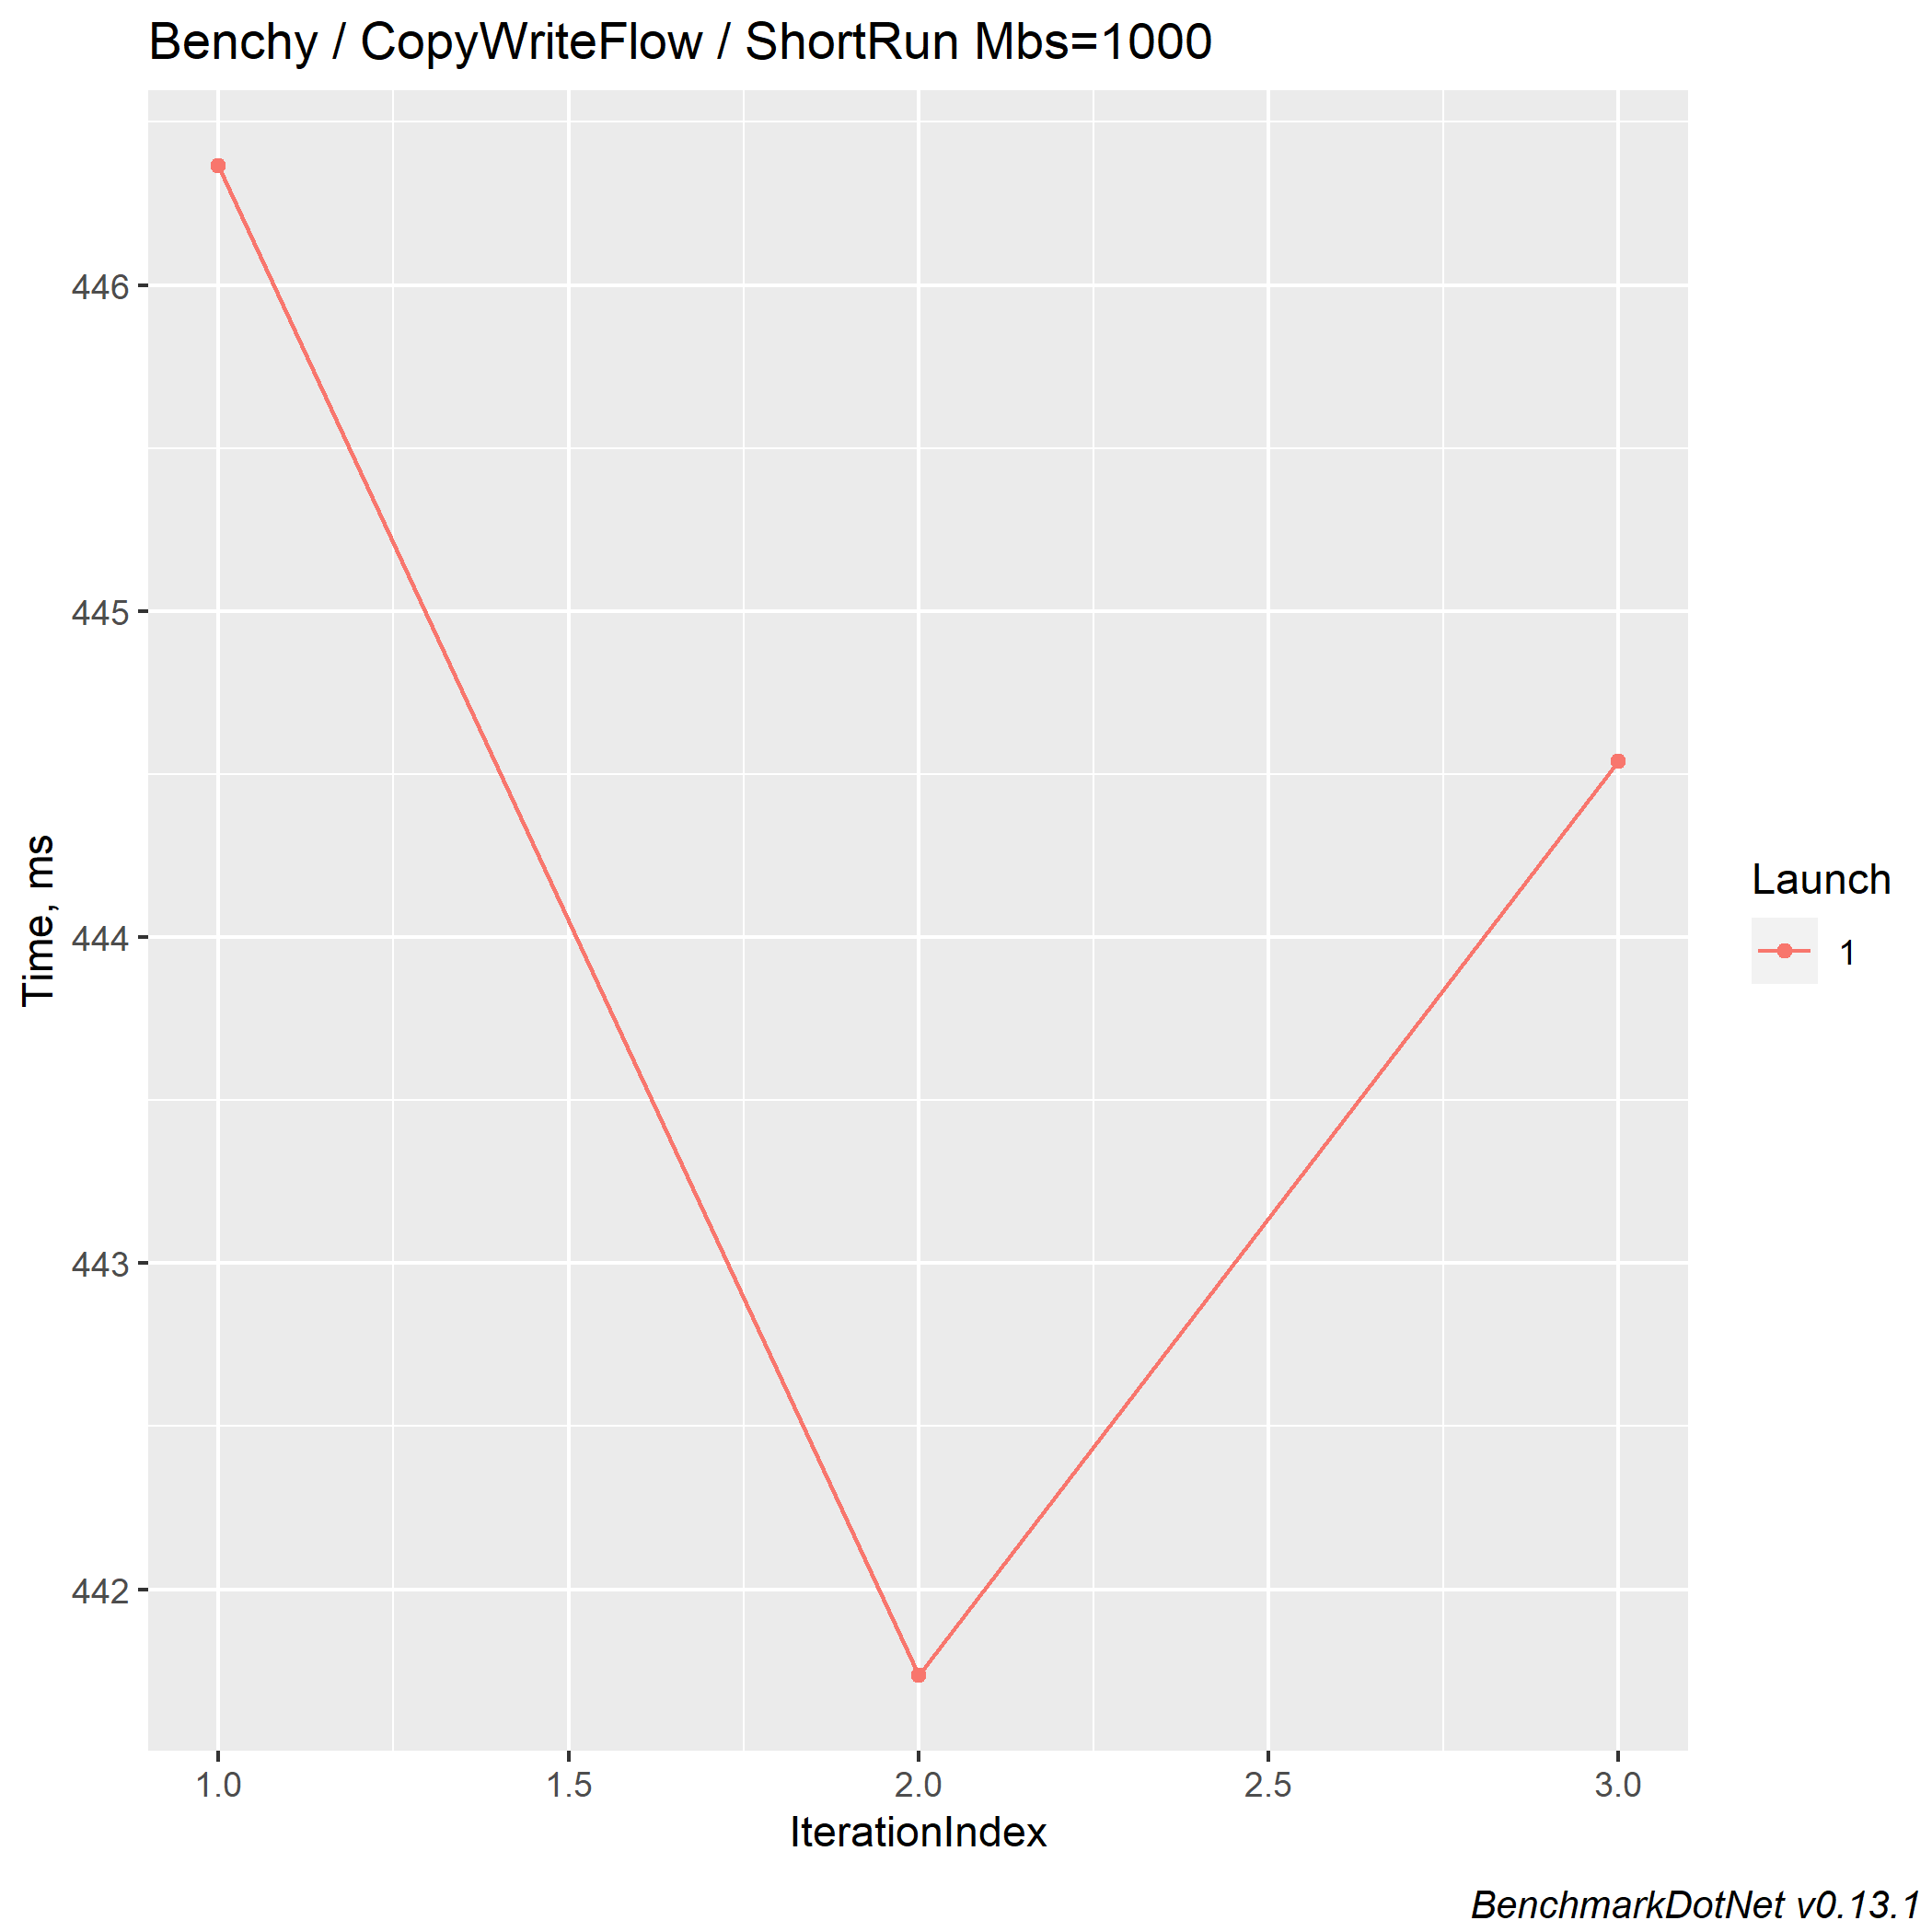 Benchy / CopyWriteFlow / ShortRun Mbs=1000
446
445
444
443
442
Time, ms
1.0 1.5 2.0 2.5 3.0
IterationIndex
Launch
1
BenchmarkDotNet v0.13.1